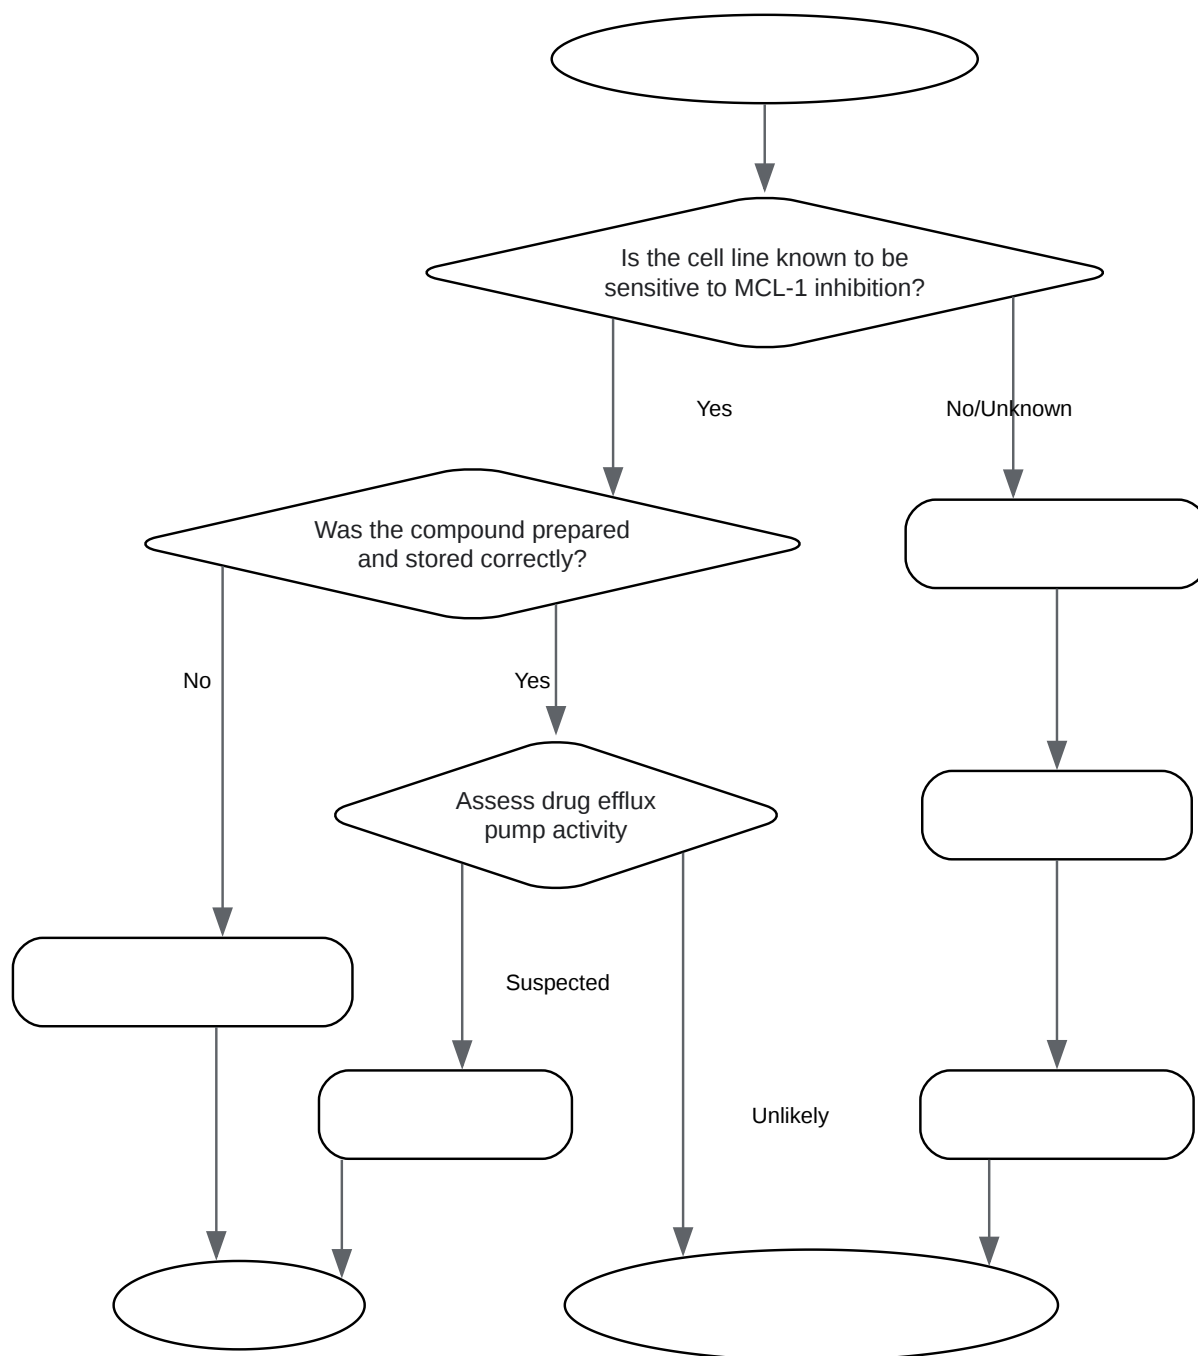 Is the cell line known to be
sensitive to MCL-1 inhibition?
Yes
No/Unknown
Was the compound prepared
and stored correctly?
No
Yes
Assess drug efflux
pump activity
Suspected
Unlikely